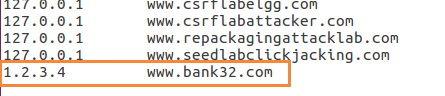 127.0.0.1 www.csrflabelgg.com
127.0.0.1 www.csrflabattacker.com
127.0.0.1 www.repackagingattacklab.com
127.0.0.1 www.seedlabclickjacking.com
1.2.3.4 www.bank32.com